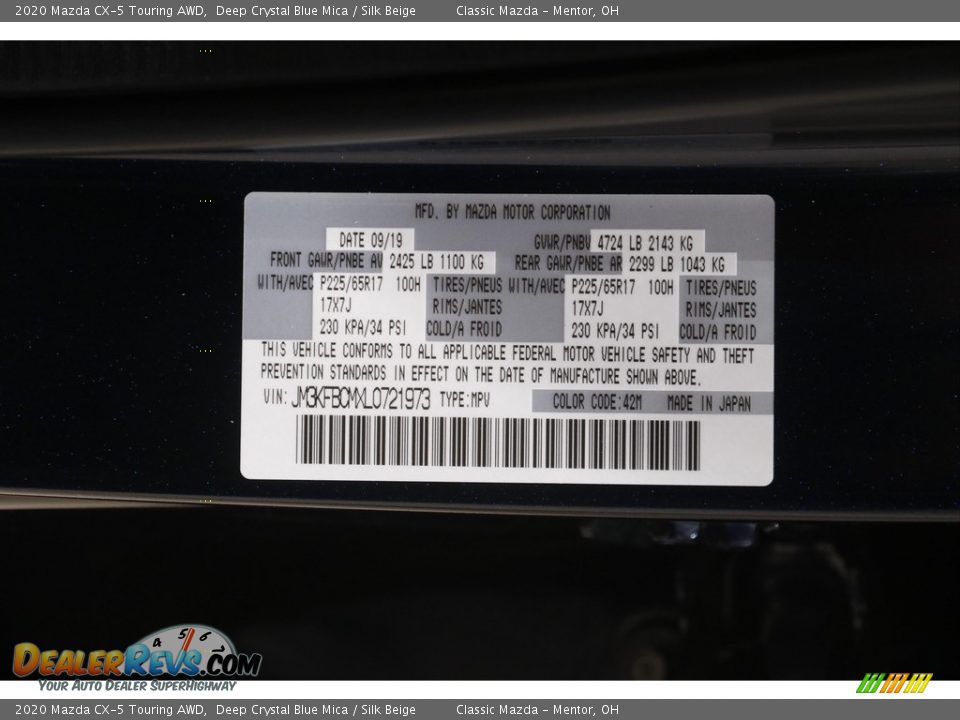 2020 Mazda CX-5 Touring AWD, Deep Crystal Blue Mica / Silk Beige Classic Mazda - Mentor, OH
MFD. BY MAZDA MOTOR CORPORATION
DATE 09/19 GVWR/PNBV 4724 LB 2143 KG
FRONT GAWR/PNBE AV 2425 LB 1100 KG REAR GAWR/PNBE AR 2299 LB 1043 KG
WITH/AVEC P225/65R17 100H TIRES/PNEUS WITH/AVEC P225/65R17 100H TIRES/PNEUS
17X7J RIMS/JANTES 17X7J RIMS/JANTES
230 KPA/34 PSI COLD/A FROID 230 KPA/34 PSI COLD/A FROID
THIS VEHICLE CONFORMS TO ALL APPLICABLE FEDERAL MOTOR VEHICLE SAFETY AND THEFT
PREVENTION STANDARDS IN EFFECT ON THE DATE OF MANUFACTURE SHOWN ABOVE.
VIN: JM3KFBCMXL0721973 TYPE:MPV COLOR CODE:42M MADE IN JAPAN
4 5 6
DEALERREVS.COM
YOUR AUTO DEALER SUPERHIGHWAY
2020 Mazda CX-5 Touring AWD, Deep Crystal Blue Mica / Silk Beige Classic Mazda - Mentor, OH